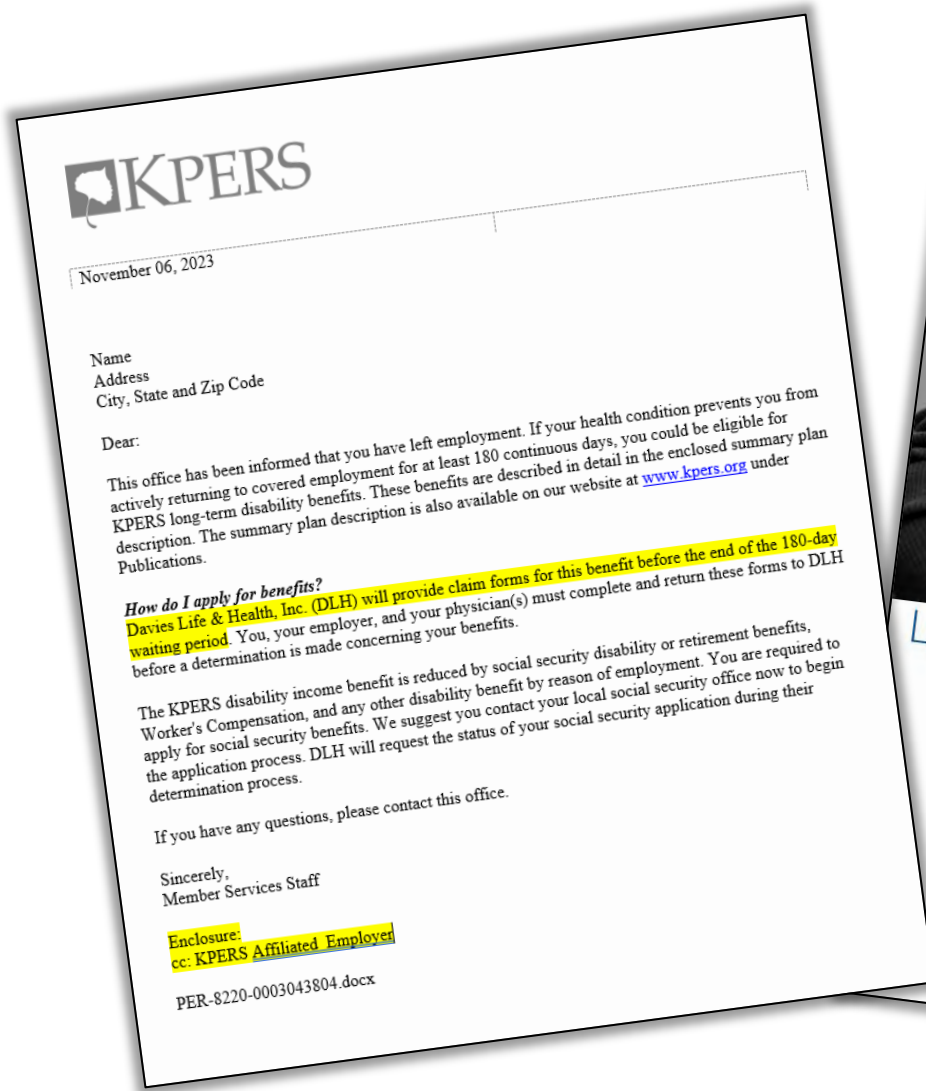 KPERS
November 06, 2023
Name
Address
City, State and Zip Code
Dear:
This office has been informed that you have left employment. If your health condition prevents you from
actively returning to covered employment for at least 180 continuous days, you could be eligible for
KPERS long-term disability benefits. These benefits are described in detail in the enclosed summary plan
description. The summary plan description is also available on our website at www.kpers.org under
Publications.
How do I apply for benefits?
Davies Life & Health, Inc. (DLH) will provide claim forms for this benefit before the end of the 180-day
waiting period. You, your employer, and your physician(s) must complete and return these forms to DLH
before a determination is made concerning your benefits.
The KPERS disability income benefit is reduced by social security disability or retirement benefits,
Worker's Compensation, and any other disability benefit by reason of employment. You are required to
apply for social security benefits. We suggest you contact your local social security office now to begin
the application process. DLH will request the status of your social security application during their
determination process.
If you have any questions, please contact this office.
Sincerely,
Member Services Staff
Enclosure:
cc: KPERS Affiliated Employer
PER-8220-0003043804.docx